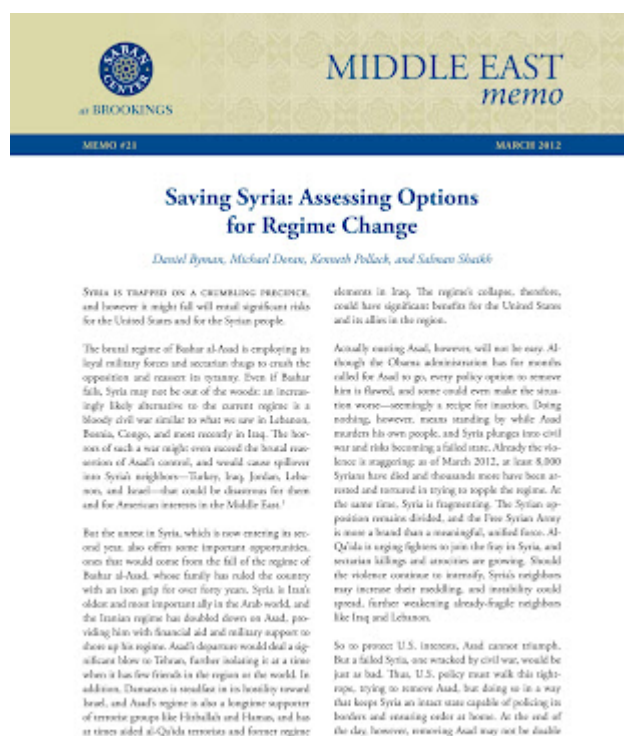 SABAN
CENTER
at BROOKINGS
MIDDLE EAST
memo
MEMO #21
MARCH 2012
Saving Syria: Assessing Options
for Regime Change
Daniel Byman, Michael Doran, Kenneth Pollack, and Salman Shaikh
SYRIA IS TRAPPED ON A CRUMBLING PRECIPICE,
and however it might fall will entail significant risks
for the United States and for the Syrian people.
The brutal regime of Bashar al-Asad is employing its
loyal military forces and sectarian thugs to crush the
opposition and reassert its tyranny. Even if Bashar
fails, Syria may not be out of the woods: an increas-
ingly likely alternative to the current regime is a
bloody civil war similar to what we saw in Lebanon,
Bosnia, Congo, and most recently in Iraq. The hor-
rors of such a war might even exceed the brutal reas-
sertion of Asad's control, and would cause spillover
into Syria's neighbors—Turkey, Iraq, Jordan, Leba-
non, and Israel—that could be disastrous for them
and for American interests in the Middle East.¹
But the unrest in Syria, which is now entering its sec-
ond year, also offers some important opportunities,
ones that would come from the fall of the regime of
Bashar al-Asad, whose family has ruled the country
with an iron grip for over forty years. Syria is Iran's
oldest and most important ally in the Arab world, and
the Iranian regime has doubled down on Asad, pro-
viding him with financial aid and military support to
shore up his regime. Asad's departure would deal a sig-
nificant blow to Tehran, further isolating it at a time
when it has few friends in the region or the world. In
addition, Damascus is steadfast in its hostility toward
Israel, and Asad's regime is also a longtime supporter
of terrorist groups like Hizballah and Hamas, and has
at times aided al-Qa'ida terrorists and former regime
elements in Iraq. The regime's collapse, therefore,
could have significant benefits for the United States
and its allies in the region.
Actually ousting Asad, however, will not be easy. Al-
though the Obama administration has for months
called for Asad to go, every policy option to remove
him is flawed, and some could even make the situa-
tion worse—seemingly a recipe for inaction. Doing
nothing, however, means standing by while Asad
murders his own people, and Syria plunges into civil
war and risks becoming a failed state. Already the vio-
lence is staggering: as of March 2012, at least 8,000
Syrians have died and thousands more have been ar-
rested and tortured in trying to topple the regime. At
the same time, Syria is fragmenting. The Syrian op-
position remains divided, and the Free Syrian Army
is more a brand than a meaningful, unified force. Al-
Qa'ida is urging fighters to join the fray in Syria, and
sectarian killings and atrocities are growing. Should
the violence continue to intensify, Syria's neighbors
may increase their meddling, and instability could
spread, further weakening already-fragile neighbors
like Iraq and Lebanon.
So to protect U.S. interests, Asad cannot triumph.
But a failed Syria, one wracked by civil war, would be
just as bad. Thus, U.S. policy must walk this tight-
rope, trying to remove Asad, but doing so in a way
that keeps Syria an intact state capable of policing its
borders and ensuring order at home. At the end of
the day, however, removing Asad may not be doable